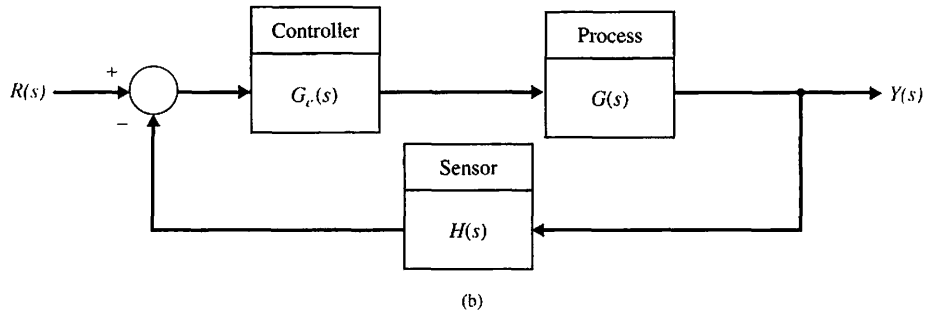 Controller
Process
R(s)
+
−
G_c(s)
G(s)
Y(s)
Sensor
H(s)
(b)